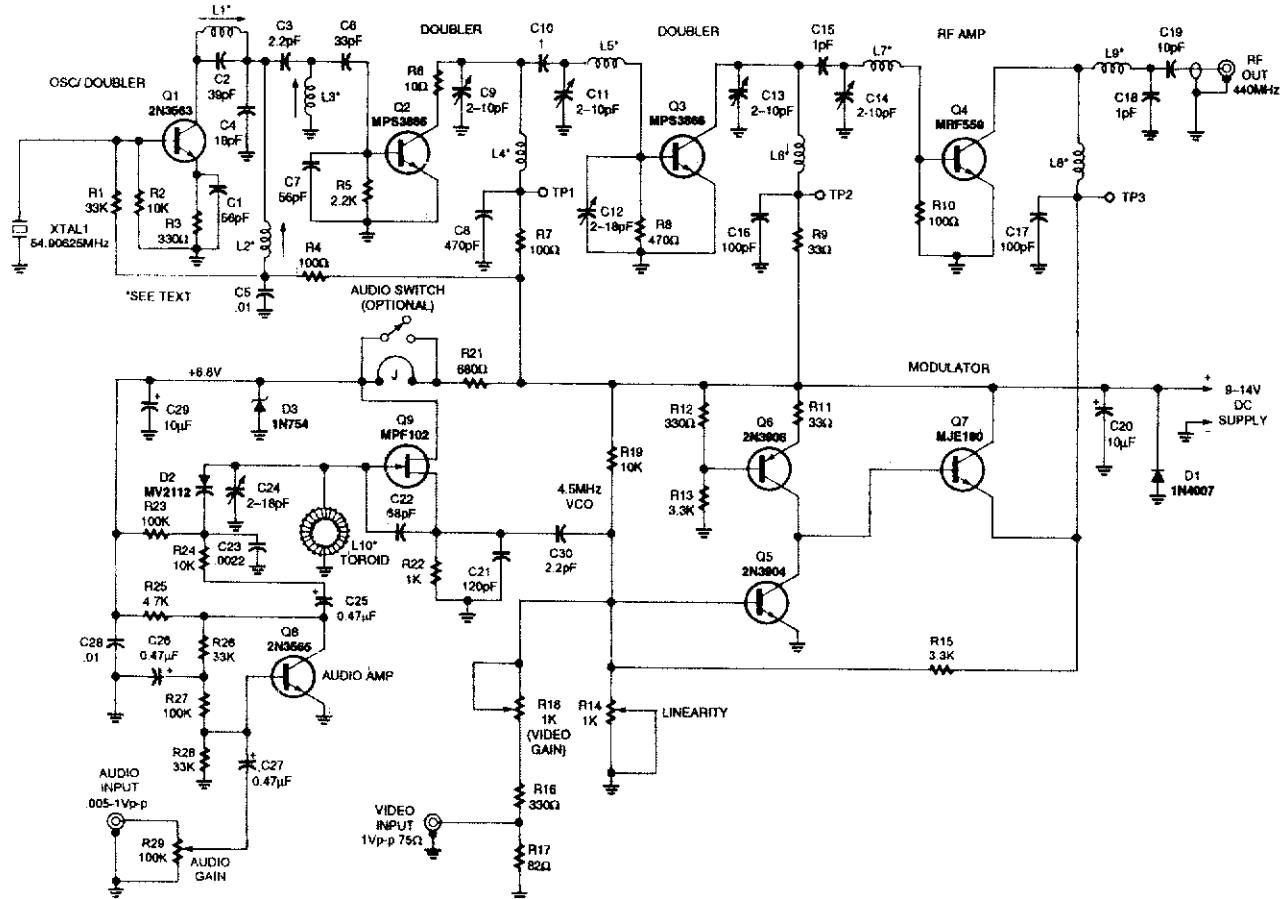 L1*
C3
2.2pF
C6
33pF
DOUBLER
C10
1
L5*
DOUBLER
C15
1pF
L7*
RF AMP
L9*
C19
10pF
RF
OUT
440MHz
OSC/ DOUBLER
Q1
2N3563
C2
39pF
C4
18pF
L3*
R6
10Ω
Q2
MPS3866
C9
2–10pF
C11
2–10pF
Q3
MPS3866
C13
2–10pF
C14
2-10pF
Q4
MRF559
C18
1pF
R1
33K
R2
10K
R3
330Ω
C1
56pF
C7
56pF
R5
2.2K
L4*
TP1
C12
2–18pF
R8
470Ω
L6*
TP2
R10
100Ω
L8*
TP3
XTAL1
54.90625MHz
L2*
R4
100Ω
C8
470pF
R7
100Ω
C16
100pF
R9
33Ω
C17
100pF
*SEE TEXT
C5
.01
AUDIO SWITCH
(OPTIONAL)
R21
680Ω
+6.8V
J
MODULATOR
+
9–14V
DC
SUPPLY
–
C29
10μF
D3
1N754
Q9
MPF102
R12
330Ω
Q6
2N3906
R11
33Ω
Q7
MJE180
C20
10μF
D1
1N4007
D2
MV2112
C24
2–18pF
C22
68pF
R19
10K
4.5MHz
VCO
R13
3.3K
R23
100K
R24
10K
C23
.0022
L10*
TOROID
R22
1K
C21
120pF
C30
2.2pF
Q5
2N3904
R25
4.7K
C25
0.47μF
C28
.01
C26
0.47μF
R26
33K
Q8
2N3565
AUDIO AMP
R15
3.3K
R27
100K
R18
1K
(VIDEO
GAIN)
R14
1K
LINEARITY
R28
33K
C27
0.47μF
AUDIO
INPUT
.005-1Vp-p
R29
100K
AUDIO
GAIN
VIDEO
INPUT
1Vp-p 75Ω
R16
330Ω
R17
82Ω